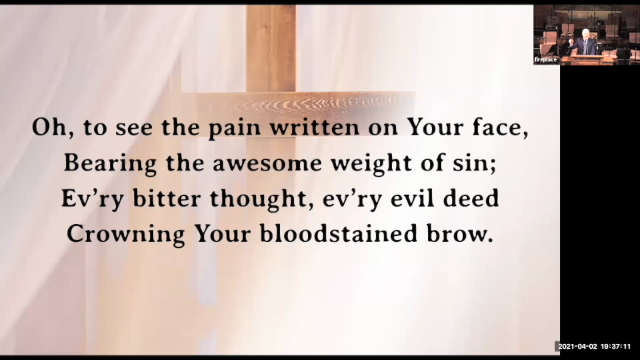 Oh, to see the pain written on Your face,
Bearing the awesome weight of sin;
Ev'ry bitter thought, ev'ry evil deed
Crowning Your bloodstained brow.
fireplace
2021-04-02 19:37:11